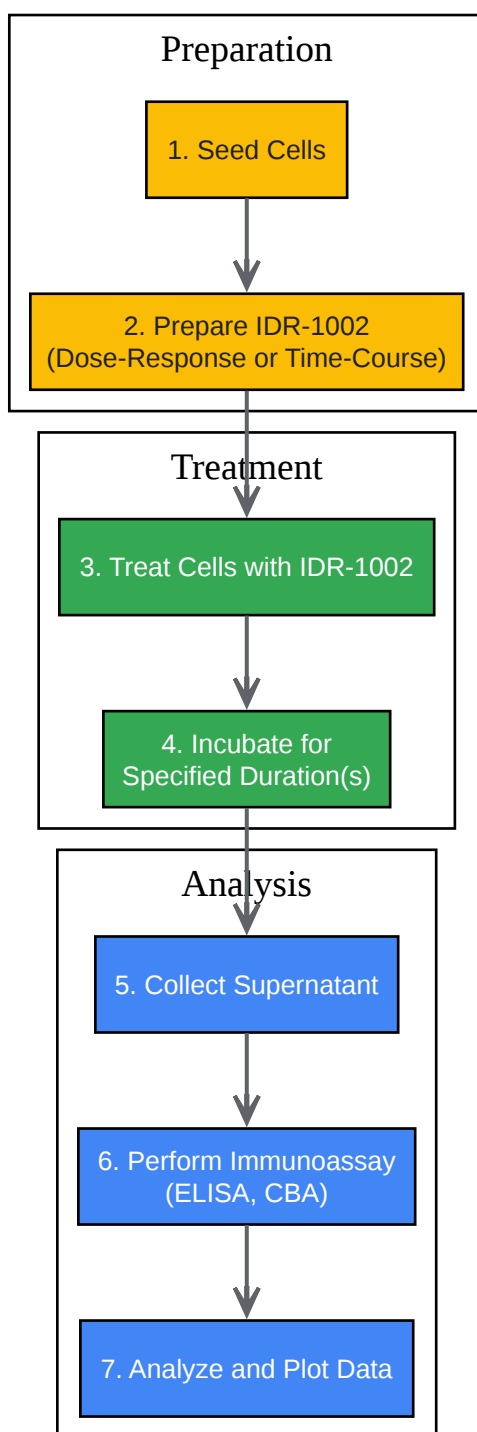 Preparation
1. Seed Cells
2. Prepare IDR-1002
(Dose-Response or Time-Course)
Treatment
3. Treat Cells with IDR-1002
4. Incubate for
Specified Duration(s)
Analysis
5. Collect Supernatant
6. Perform Immunoassay
(ELISA, CBA)
7. Analyze and Plot Data